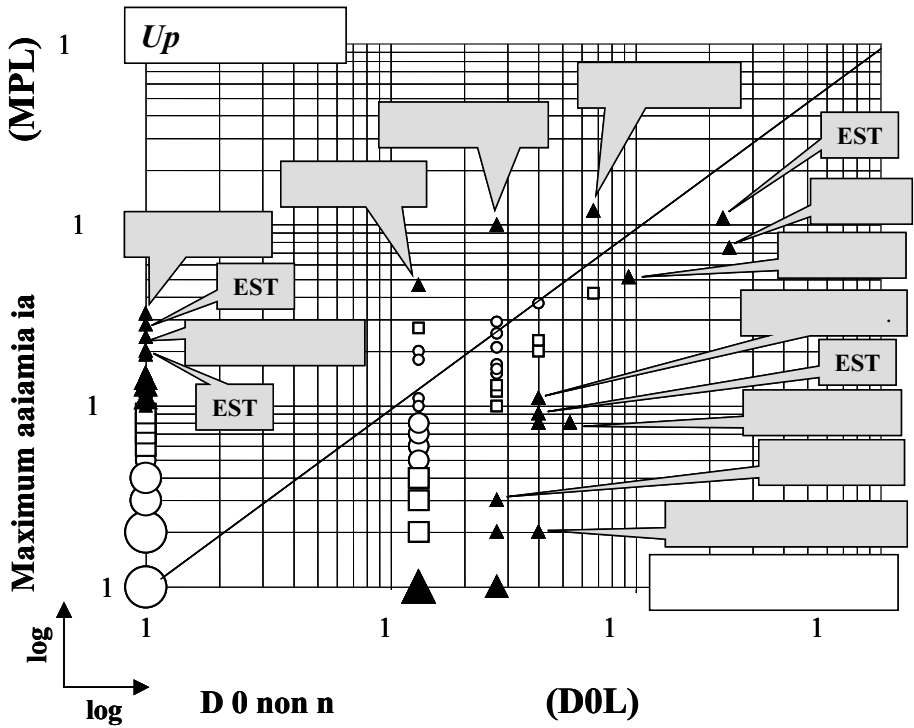 Up
(MPL)
Maximum aaiamia ia
1
1
1
1
EST
EST
EST
EST
1
1
1
1
log
log
D 0 non n
(D0L)